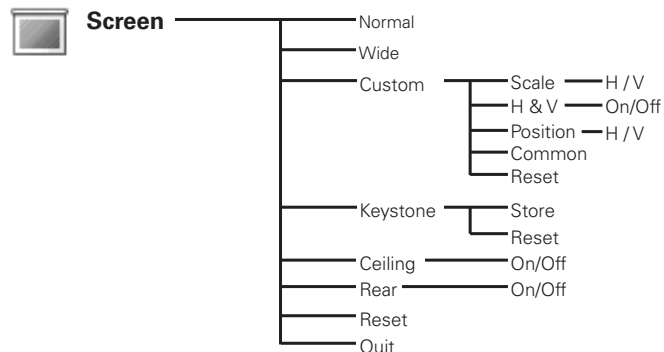 Screen Normal
Wide
Custom Scale H / V
H & V On/Off
Position H / V
Common
Reset
Keystone Store
Reset
Ceiling On/Off
Rear On/Off
Reset
Quit